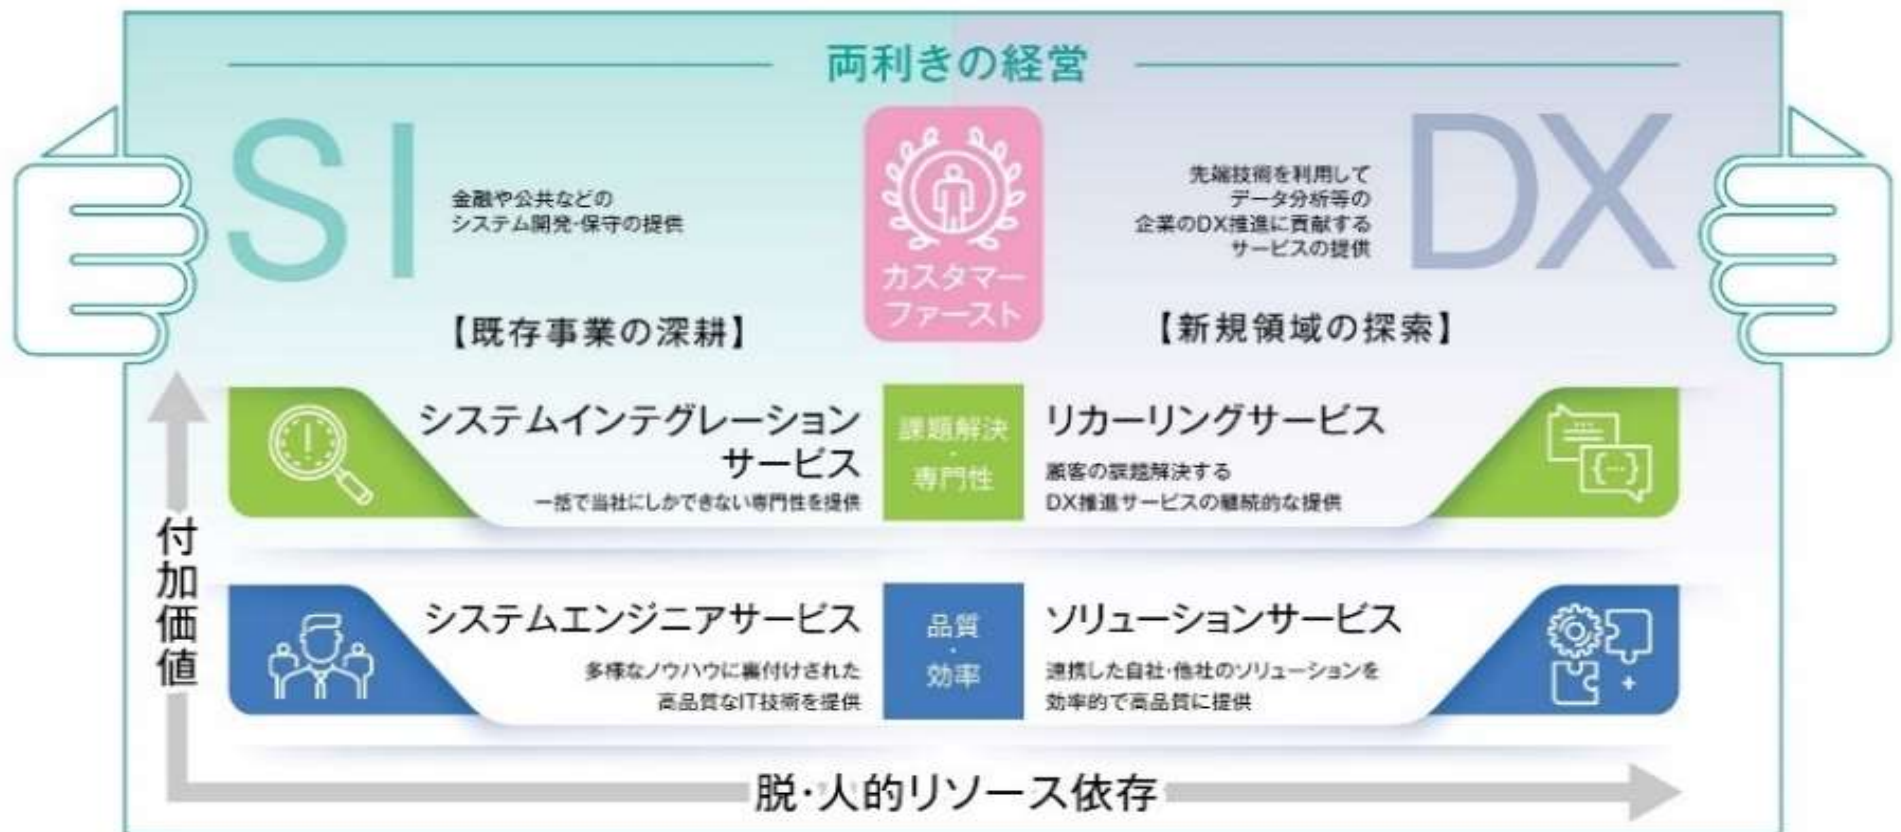 両利きの経営
SI
金融や公共などの
システム開発・保守の提供
【既存事業の深耕】
カスタマー
ファースト
先端技術を利用して
データ分析等の
企業のDX推進に貢献する
サービスの提供
DX
【新規領域の探索】
システムインテグレーション
サービス
一括で当社にしかできない専門性を提供
課題解決
・
専門性
リカーリングサービス
顧客の課題解決する
DX推進サービスの継続的な提供
システムエンジニアサービス
多様なノウハウに裏付けされた
高品質なIT技術を提供
品質
・
効率
ソリューションサービス
連携した自社・他社のソリューションを
効率的で高品質に提供
付加価値
脱・人的リソース依存